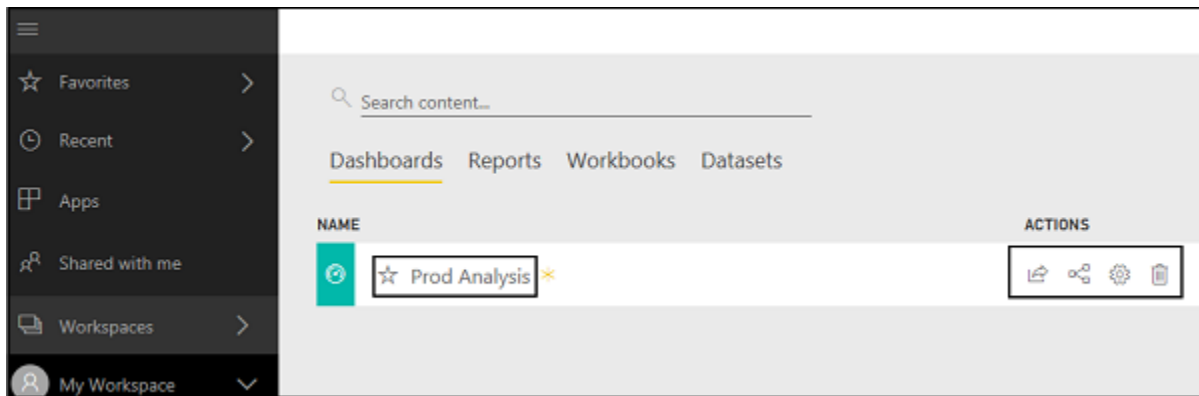 Favorites
Recent
Apps
Shared with me
Workspaces
My Workspace
Search content...
Dashboards Reports Workbooks Datasets
NAME ACTIONS
Prod Analysis